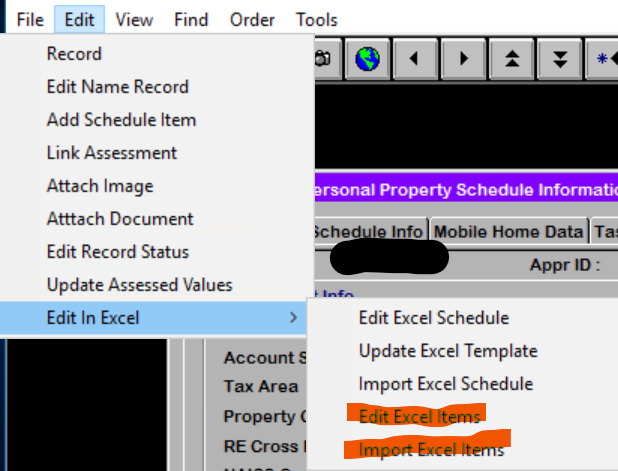 File Edit View Find Order Tools
Record
Edit Name Record
Add Schedule Item
Link Assessment
Attach Image
Atttach Document
Edit Record Status
Update Assessed Values
Edit In Excel
ersonal Property Schedule Informatio
Schedule Info Mobile Home Data Tas
Appr ID :
Info
Edit Excel Schedule
Update Excel Template
Import Excel Schedule
Edit Excel Items
Import Excel Items
Account S
Tax Area
Property
RE Cross